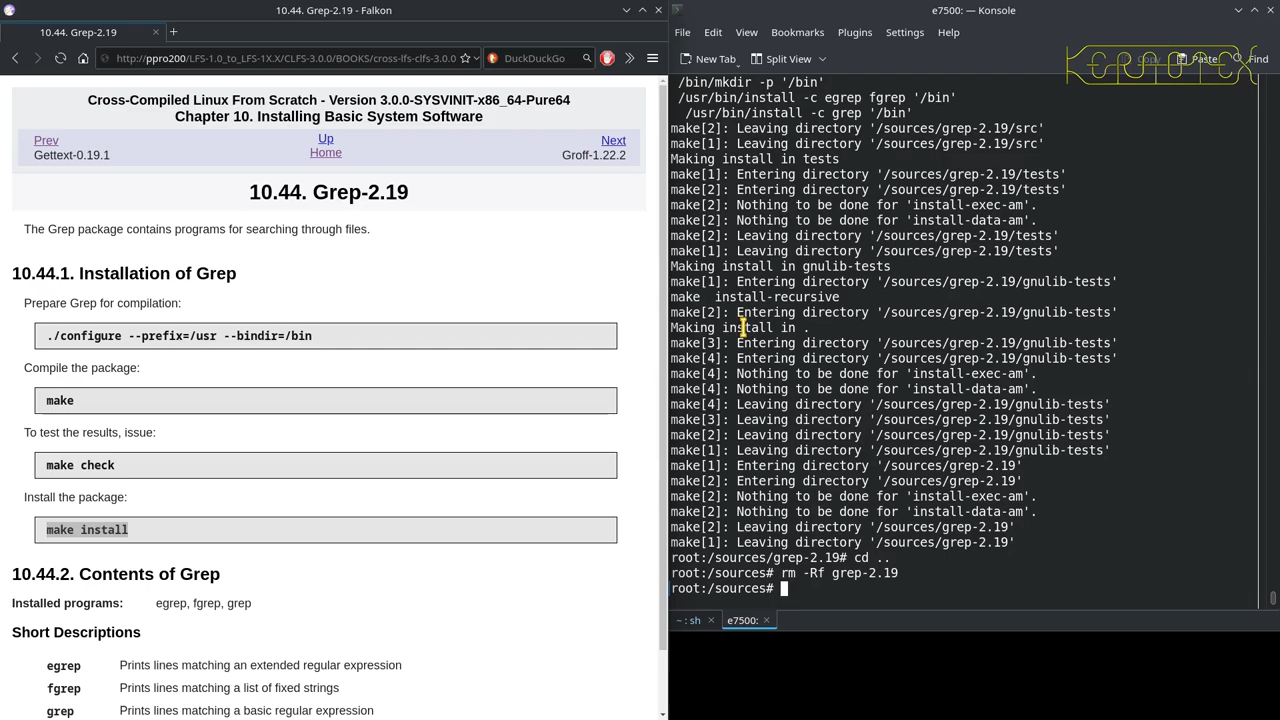 10.44. Grep-2.19 - Falkon
10.44. Grep-2.19
http://ppro200/LFS-1.0_to_LFS-1X.X/CLFS-3.0.0/BOOKS/cross-lfs-clfs-3.0.0
DuckDuckGo
Cross-Compiled Linux From Scratch - Version 3.0.0-SYSVINIT-x86_64-Pure64
Chapter 10. Installing Basic System Software
Prev
Up
Next
Gettext-0.19.1
Home
Groff-1.22.2
10.44. Grep-2.19
The Grep package contains programs for searching through files.
10.44.1. Installation of Grep
Prepare Grep for compilation:
./configure --prefix=/usr --bindir=/bin
Compile the package:
make
To test the results, issue:
make check
Install the package:
make install
10.44.2. Contents of Grep
Installed programs: egrep, fgrep, grep
Short Descriptions
egrep Prints lines matching an extended regular expression
fgrep Prints lines matching a list of fixed strings
grep Prints lines matching a basic regular expression
e7500: — Konsole
File Edit View Bookmarks Plugins Settings Help
New Tab Split View Copy Paste Find
/bin/mkdir -p '/bin'
/usr/bin/install -c egrep fgrep '/bin'
/usr/bin/install -c grep '/bin'
make[2]: Leaving directory '/sources/grep-2.19/src'
make[1]: Leaving directory '/sources/grep-2.19/src'
Making install in tests
make[1]: Entering directory '/sources/grep-2.19/tests'
make[2]: Entering directory '/sources/grep-2.19/tests'
make[2]: Nothing to be done for 'install-exec-am'.
make[2]: Nothing to be done for 'install-data-am'.
make[2]: Leaving directory '/sources/grep-2.19/tests'
make[1]: Leaving directory '/sources/grep-2.19/tests'
Making install in gnulib-tests
make[1]: Entering directory '/sources/grep-2.19/gnulib-tests'
make  install-recursive
make[2]: Entering directory '/sources/grep-2.19/gnulib-tests'
Making install in .
make[3]: Entering directory '/sources/grep-2.19/gnulib-tests'
make[4]: Entering directory '/sources/grep-2.19/gnulib-tests'
make[4]: Nothing to be done for 'install-exec-am'.
make[4]: Nothing to be done for 'install-data-am'.
make[4]: Leaving directory '/sources/grep-2.19/gnulib-tests'
make[3]: Leaving directory '/sources/grep-2.19/gnulib-tests'
make[2]: Leaving directory '/sources/grep-2.19/gnulib-tests'
make[1]: Leaving directory '/sources/grep-2.19/gnulib-tests'
make[1]: Entering directory '/sources/grep-2.19'
make[2]: Entering directory '/sources/grep-2.19'
make[2]: Nothing to be done for 'install-exec-am'.
make[2]: Nothing to be done for 'install-data-am'.
make[2]: Leaving directory '/sources/grep-2.19'
make[1]: Leaving directory '/sources/grep-2.19'
root:/sources/grep-2.19# cd ..
root:/sources# rm -Rf grep-2.19
root:/sources#
~ : sh
e7500: